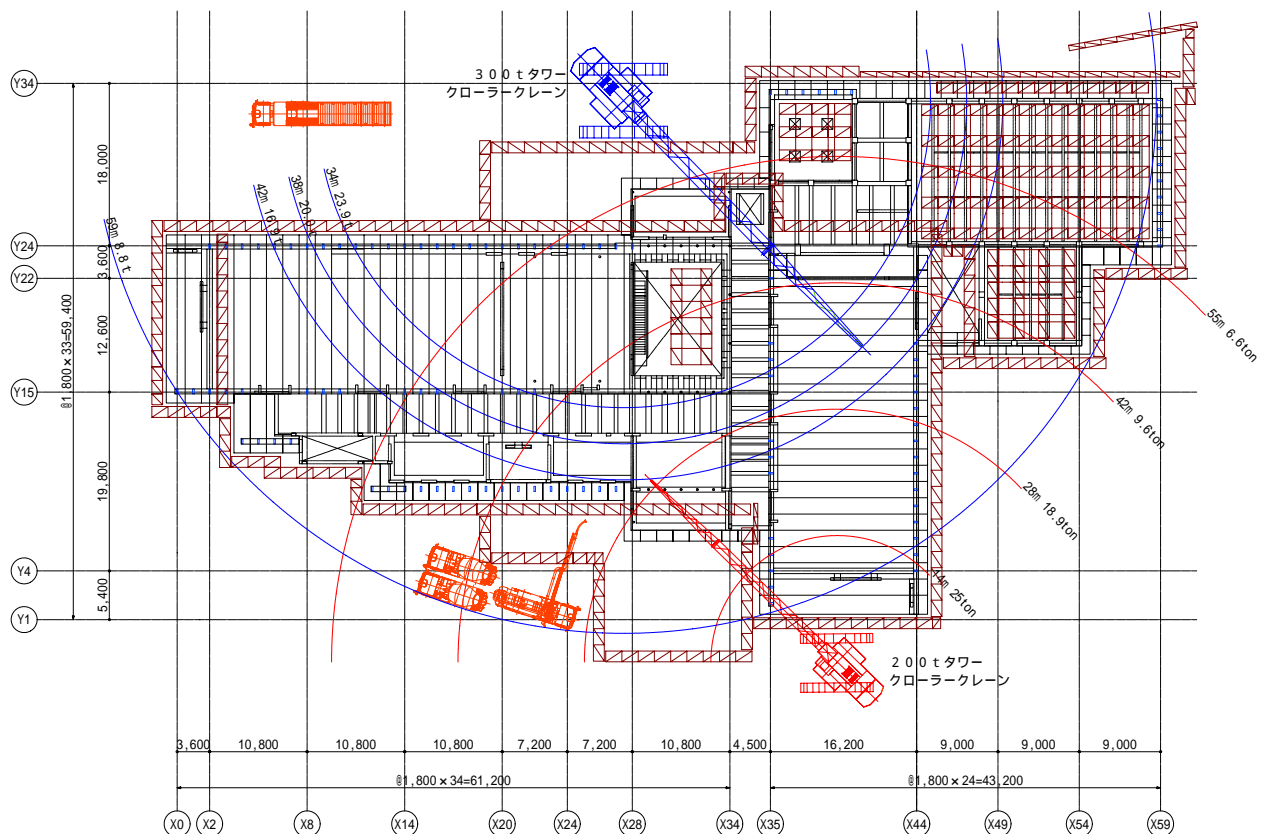 300tタワー
クローラークレーン
Y34
18,000
34m 23.9t
38m 20.0t
42m 16.9t
59m 8.8t
Y24
3,600
Y22
@1,800×33=59,400
12,600
55m 6.6ton
Y15
42m 9.6ton
19,800
28m 18.9ton
Y4
14m 25ton
5,400
Y1
200tタワー
クローラークレーン
3,600
10,800
10,800
10,800
7,200
7,200
10,800
4,500
16,200
9,000
9,000
9,000
@1,800×34=61,200
@1,800×24=43,200
X0
X2
X8
X14
X20
X24
X28
X34
X35
X44
X49
X54
X59